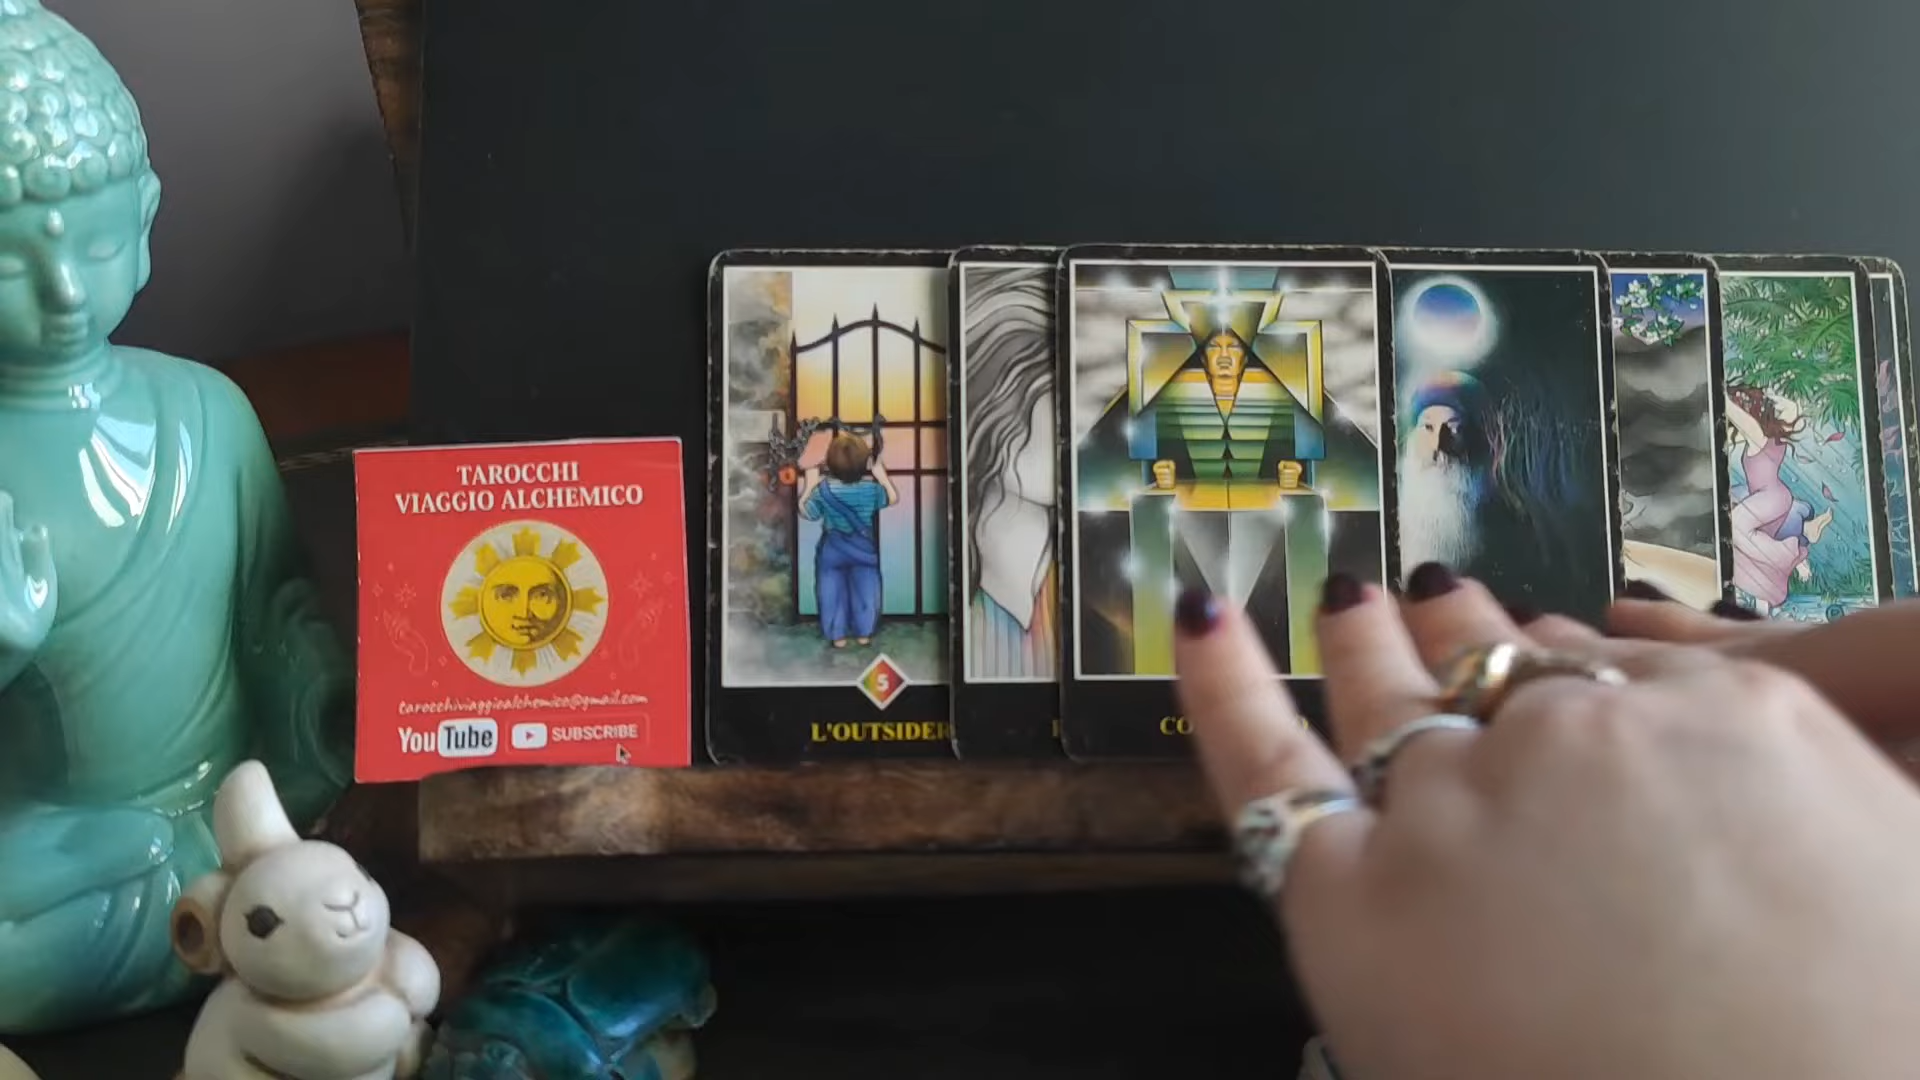 TAROCCHI
VIAGGIO ALCHEMICO
tarocchiviaggioalchemico@gmail.com
YouTube SUBSCRIBE
5
L'OUTSIDER